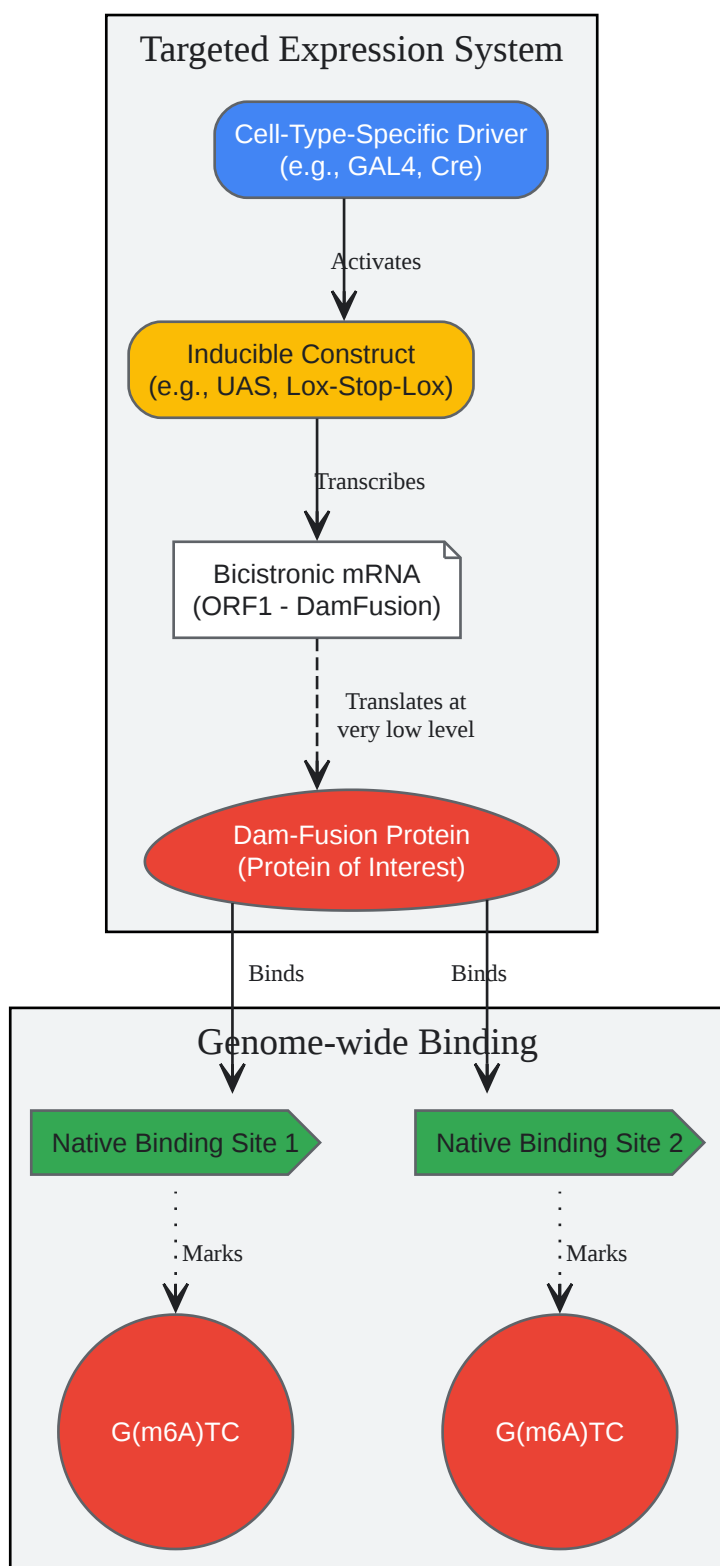 Targeted Expression System
Cell-Type-Specific Driver
(e.g., GAL4, Cre)
Activates
Inducible Construct
(e.g., UAS, Lox-Stop-Lox)
Transcribes
Bicistronic mRNA
(ORF1 - DamFusion)
Translates at
very low level
Dam-Fusion Protein
(Protein of Interest)
Binds
Binds
Genome-wide Binding
Native Binding Site 1
Native Binding Site 2
Marks
Marks
G(m6A)TC
G(m6A)TC